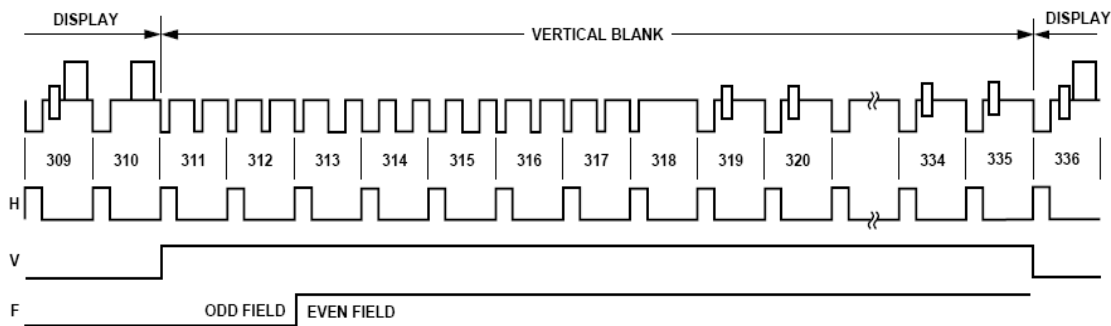 DISPLAY VERTICAL BLANK DISPLAY
309 310 311 312 313 314 315 316 317 318 319 320 334 335 336
H
V
F ODD FIELD EVEN FIELD